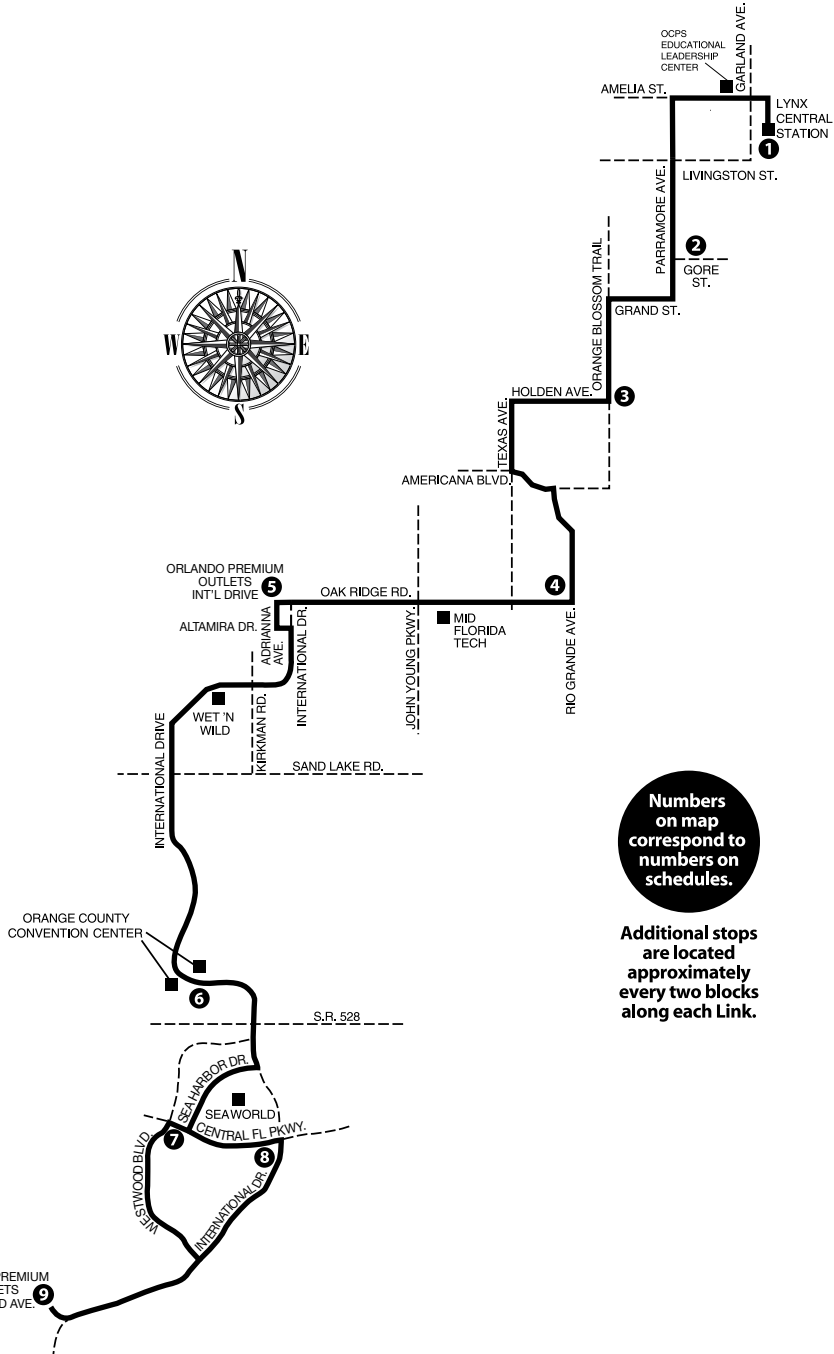 OCPS
EDUCATIONAL
LEADERSHIP
CENTER
GARLAND AVE.
AMELIA ST.
LYNX
CENTRAL
STATION
1
LIVINGSTON ST.
PARRAMORE AVE.
2
GORE
ST.
ORANGE BLOSSOM TRAIL
GRAND ST.
N
W
E
S
HOLDEN AVE.
3
TEXAS AVE.
AMERICANA BLVD.
ORLANDO PREMIUM
OUTLETS
INT'L DRIVE
5
OAK RIDGE RD.
4
ALTAMIRA DR.
ADRIANNA
AVE.
INTERNATIONAL DR.
JOHN YOUNG PKWY.
MID
FLORIDA
TECH
RIO GRANDE AVE.
WET 'N
WILD
KIRKMAN RD.
INTERNATIONAL DRIVE
SAND LAKE RD.
Numbers
on map
correspond to
numbers on
schedules.
Additional stops
are located
approximately
every two blocks
along each Link.
ORANGE COUNTY
CONVENTION CENTER
6
S.R. 528
SEA HARBOR DR.
SEAWORLD
7
CENTRAL FL PKWY.
8
WESTWOOD BLVD.
INTERNATIONAL DR.
PREMIUM
ETS
D AVE.
9